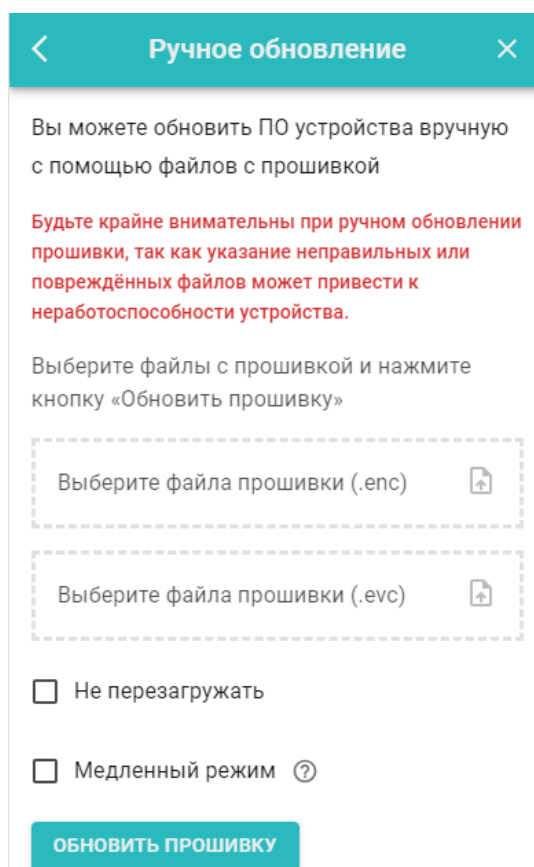 Ручное обновление
Вы можете обновить ПО устройства вручную
с помощью файлов с прошивкой
Будьте крайне внимательны при ручном обновлении
прошивки, так как указание неправильных или
повреждённых файлов может привести к
неработоспособности устройства.
Выберите файлы с прошивкой и нажмите
кнопку «Обновить прошивку»
Выберите файла прошивки (.enc)
Выберите файла прошивки (.evc)
Не перезагружать
Медленный режим
ОБНОВИТЬ ПРОШИВКУ